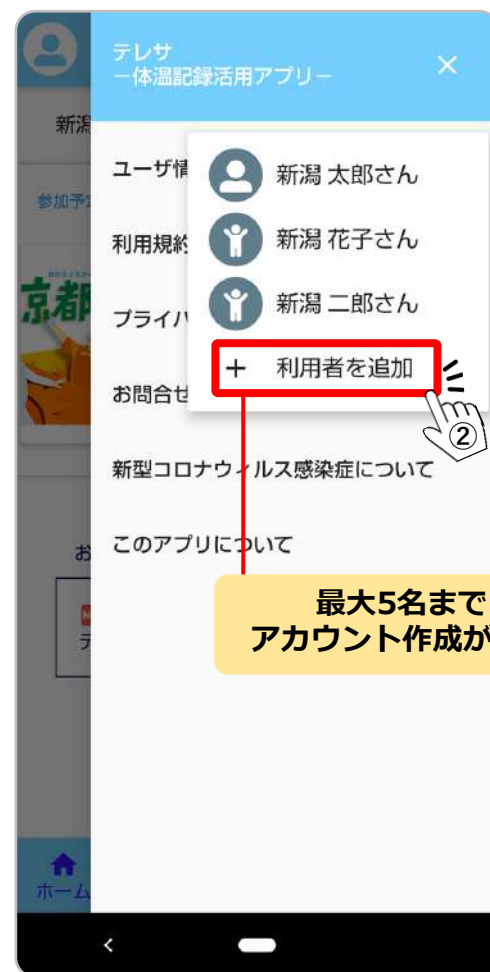 テレサ
−体温記録活用アプリ−
新潟
ユーザ情
新潟 太郎さん
参加予定
利用規約
新潟 花子さん
京都
プライバ
新潟 二郎さん
+ 利用者を追加
お問合せ
②
新型コロナウィルス感染症について
お
このアプリについて
最大5名まで
アカウント作成が
テ
ホーム